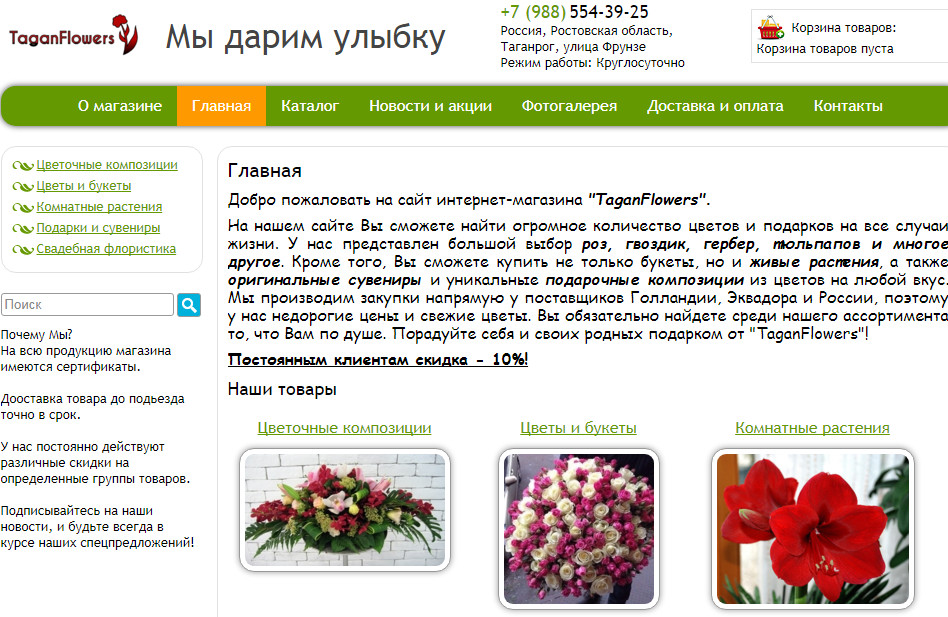 TaganFlowers
Мы дарим улыбку
+7 (988) 554-39-25
Россия, Ростовская область,
Таганрог, улица Фрунзе
Режим работы: Круглосуточно
Корзина товаров:
Корзина товаров пуста
О магазине Главная Каталог Новости и акции Фотогалерея Доставка и оплата Контакты
Цветочные композиции
Цветы и букеты
Комнатные растения
Подарки и сувениры
Свадебная флористика
Поиск
Почему Мы?
На всю продукцию магазина
имеются сертификаты.
Дооставка товара до подьезда
точно в срок.
У нас постоянно действуют
различные скидки на
определенные группы товаров.
Подписывайтесь на наши
новости, и будьте всегда в
курсе наших спецпредложений!
Главная
Добро пожаловать на сайт интернет-магазина "TaganFlowers".
На нашем сайте Вы сможете найти огромное количество цветов и подарков на все случаи
жизни. У нас представлен большой выбор роз, гвоздик, гербер, тюльпапов и многое
другое. Кроме того, Вы сможете купить не только букеты, но и живые растения, а также
оригинальные сувениры и уникальные подарочные композиции из цветов на любой вкус.
Мы производим закупки напрямую у поставщиков Голландии, Эквадора и России, поэтому
у нас недорогие цены и свежие цветы. Вы обязательно найдете среди нашего ассортимента
то, что Вам по душе. Порадуйте себя и своих родных подарком от "TaganFlowers"!
Постоянным клиентам скидка - 10%!
Наши товары
Цветочные композиции
Цветы и букеты
Комнатные растения